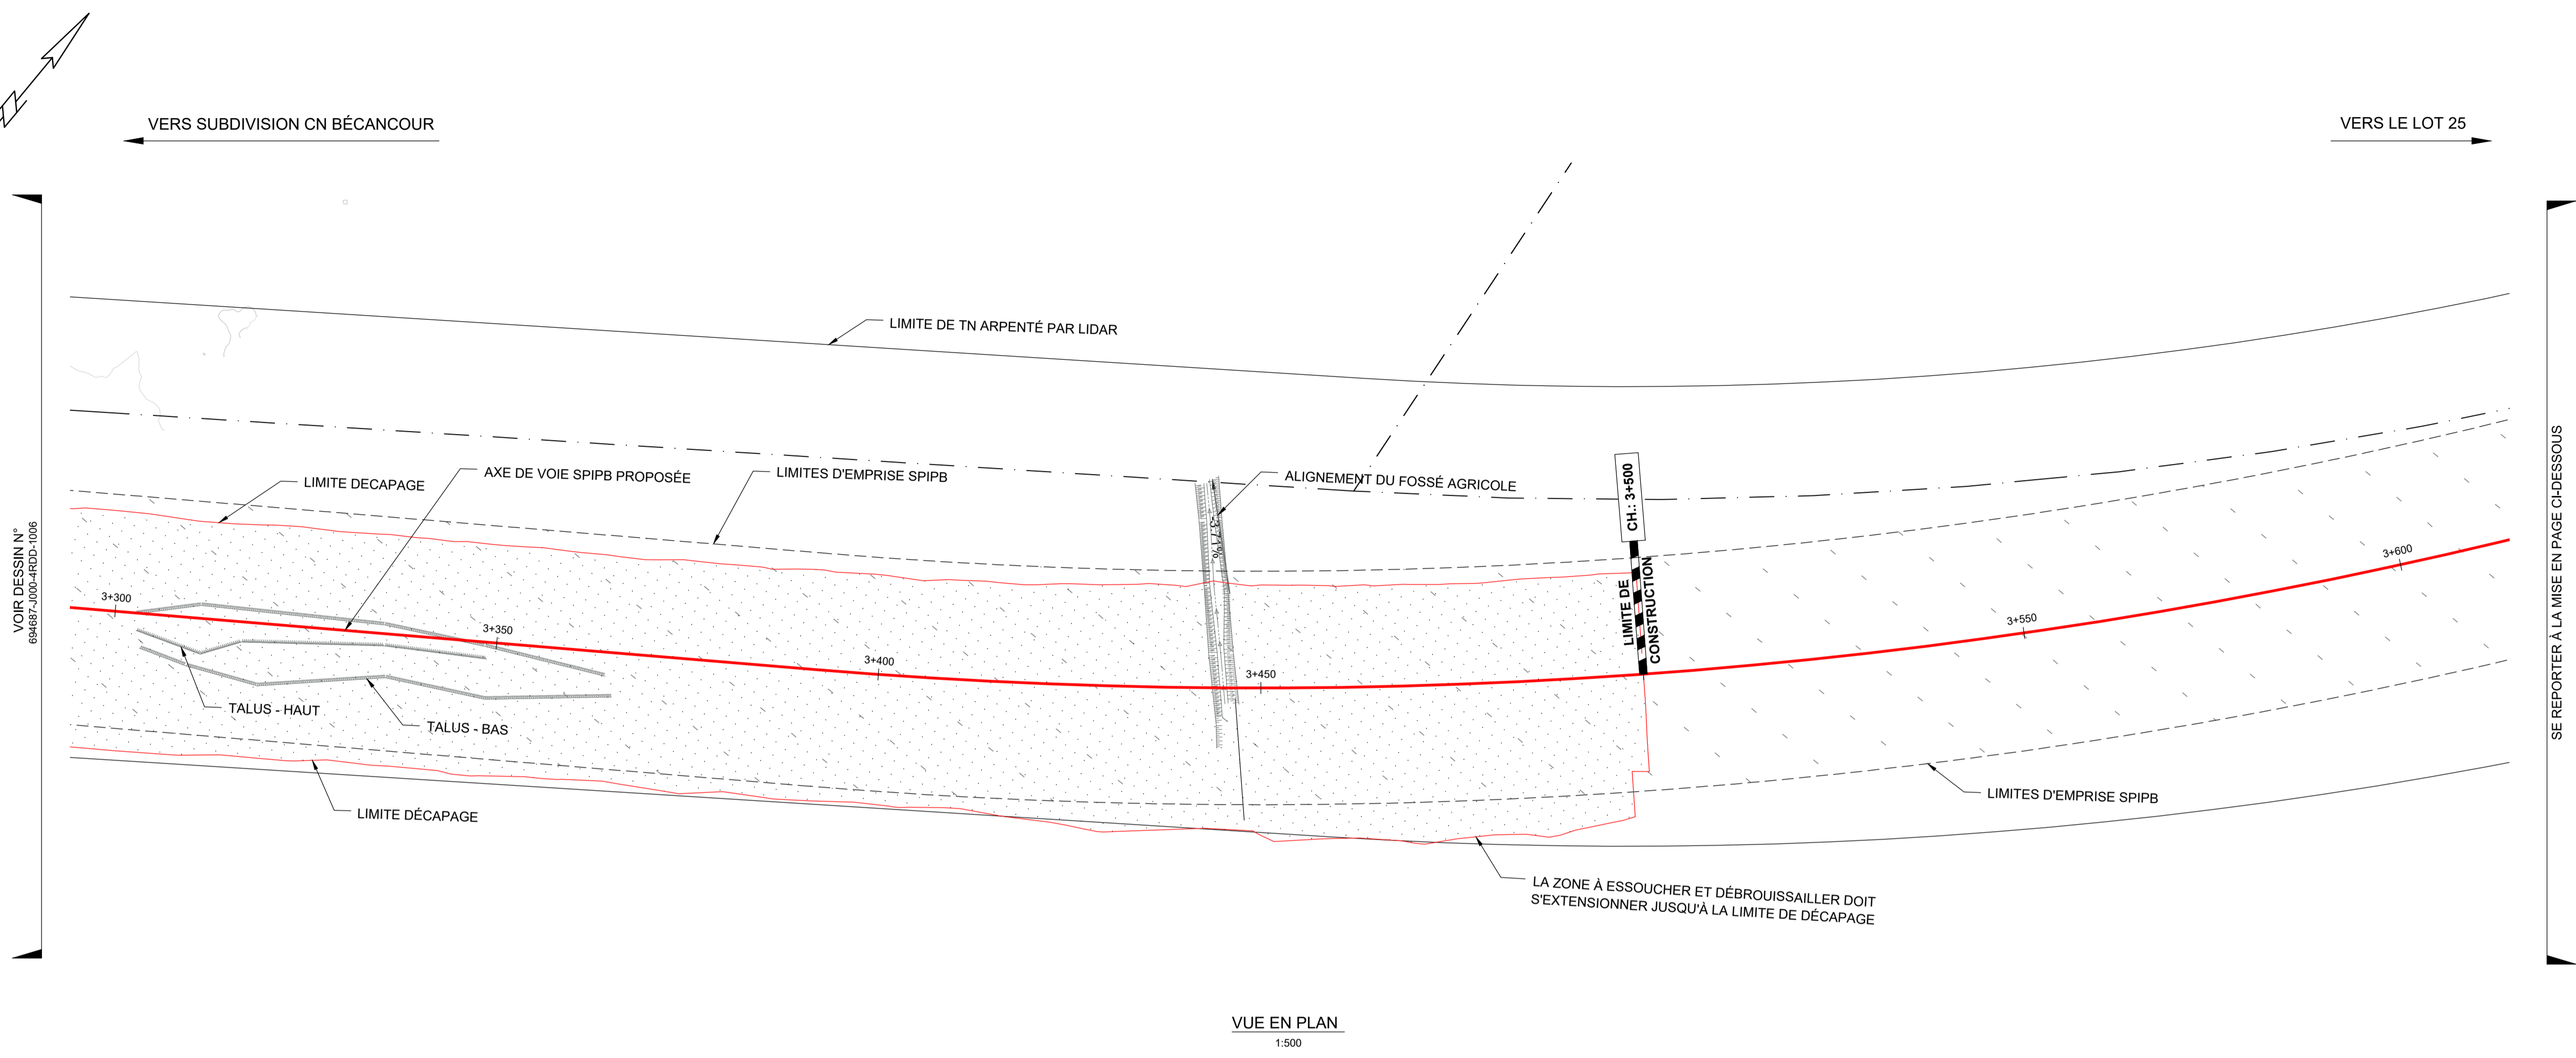 VERS SUBDIVISION CN BÉCANCOUR
VERS LE LOT 25
LIMITE DE TN ARPENTÉ PAR LIDAR
LIMITE DECAPAGE
AXE DE VOIE SPIPB PROPOSÉE
LIMITES D'EMPRISE SPIPB
ALIGNEMENT DU FOSSÉ AGRICOLE
-3.71%
CH.: 3+500
LIMITE DE
CONSTRUCTION
VOIR DESSIN N°
694687-J000-4RDD-1006
SE REPORTER À LA MISE EN PAGE CI-DESSOUS
3+300
3+350
3+400
3+450
3+550
3+600
TALUS - HAUT
TALUS - BAS
LIMITE DÉCAPAGE
LIMITES D'EMPRISE SPIPB
LA ZONE À ESSOUCHER ET DÉBROUISSAILLER DOIT
S'EXTENSIONNER JUSQU'À LA LIMITE DE DÉCAPAGE
VUE EN PLAN
1:500